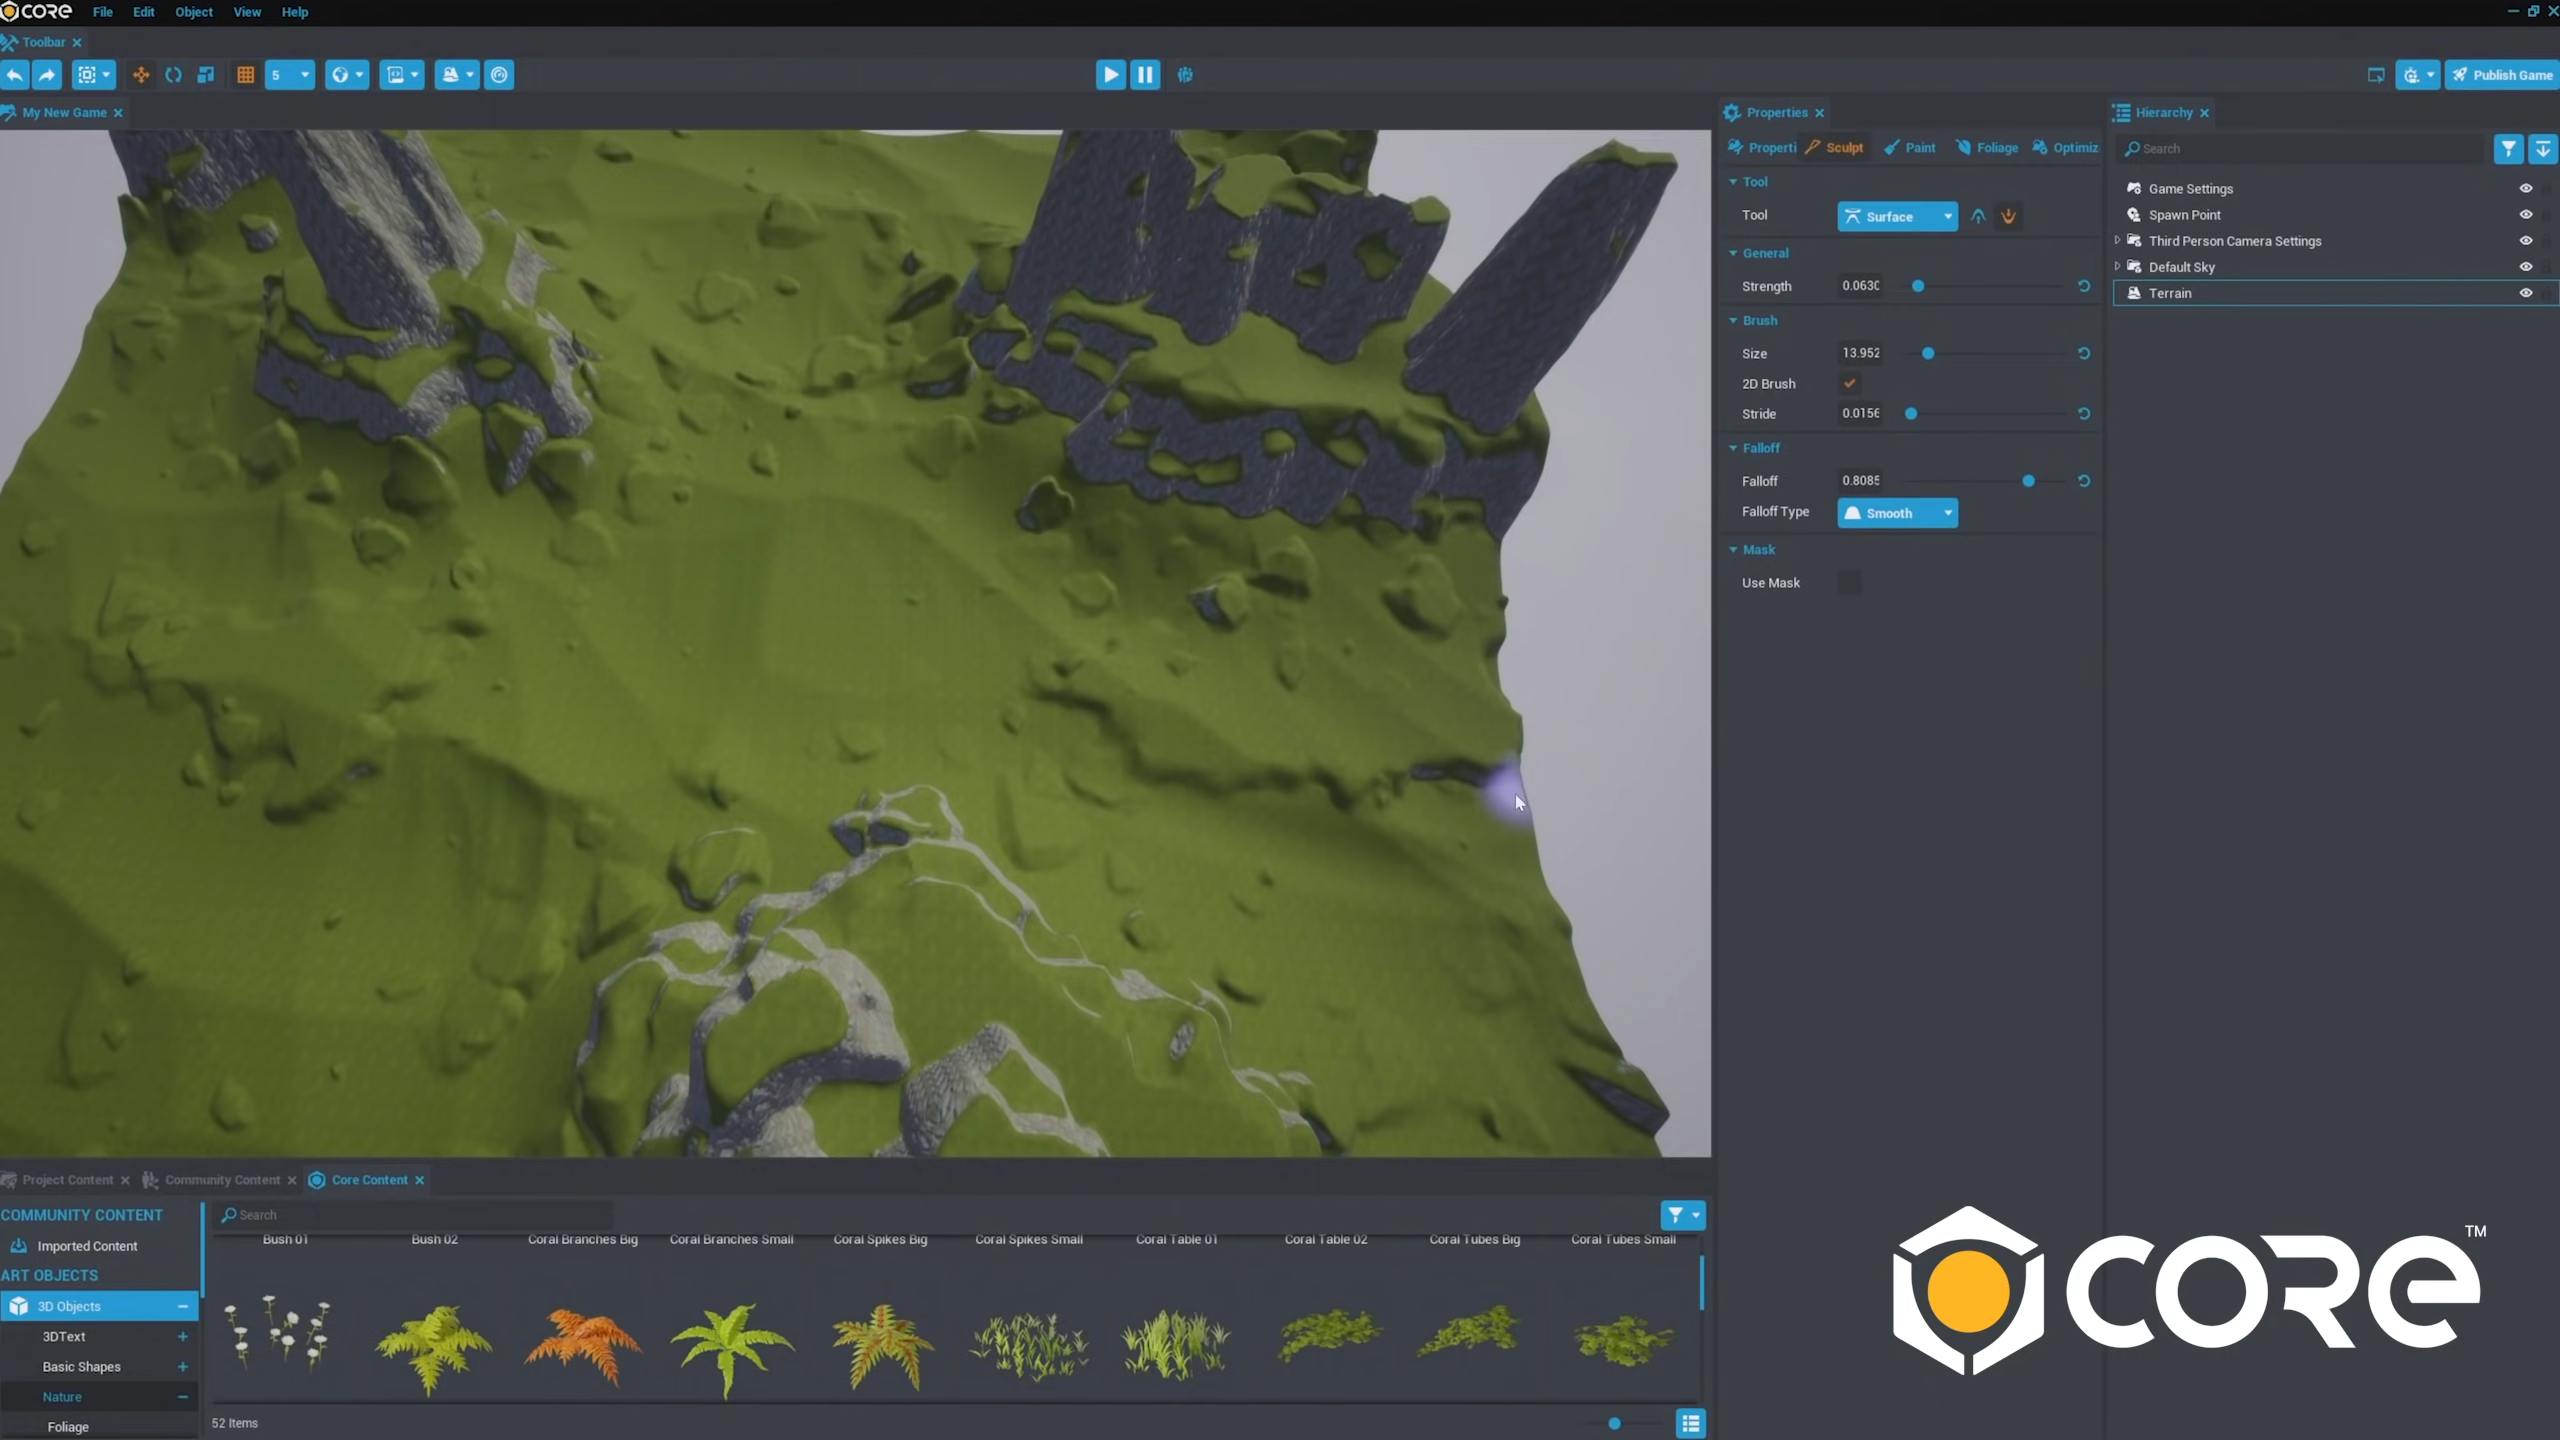 CORE File Edit Object View Help
Toolbar
5
Publish Game
My New Game
Properties
Hierarchy
Properti Sculpt Paint Foliage Optimiz
Search
Tool
Tool Surface
General
Strength 0.0630
Brush
Size 13.952
2D Brush
Stride 0.0156
Falloff
Falloff 0.8085
Falloff Type Smooth
Mask
Use Mask
Game Settings
Spawn Point
Third Person Camera Settings
Default Sky
Terrain
Project Content Community Content Core Content
COMMUNITY CONTENT
Imported Content
ART OBJECTS
3D Objects
3DText
Basic Shapes
Nature
Foliage
Search
Bush 01 Bush 02 Coral Branches Big Coral Branches Small Coral Spikes Big Coral Spikes Small Coral Table 01 Coral Table 02 Coral Tubes Big Coral Tubes Small
52 Items
CORE™